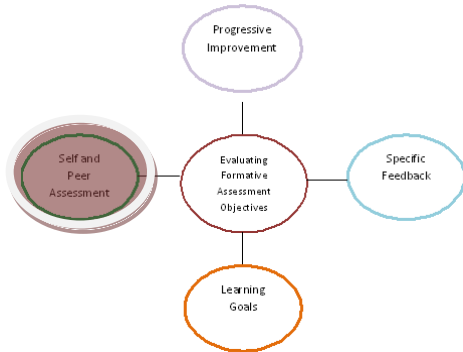 Progressive
Improvement
Self and
Peer
Assessment
Evaluating
Formative
Assessment
Objectives
Specific
Feedback
Learning
Goals